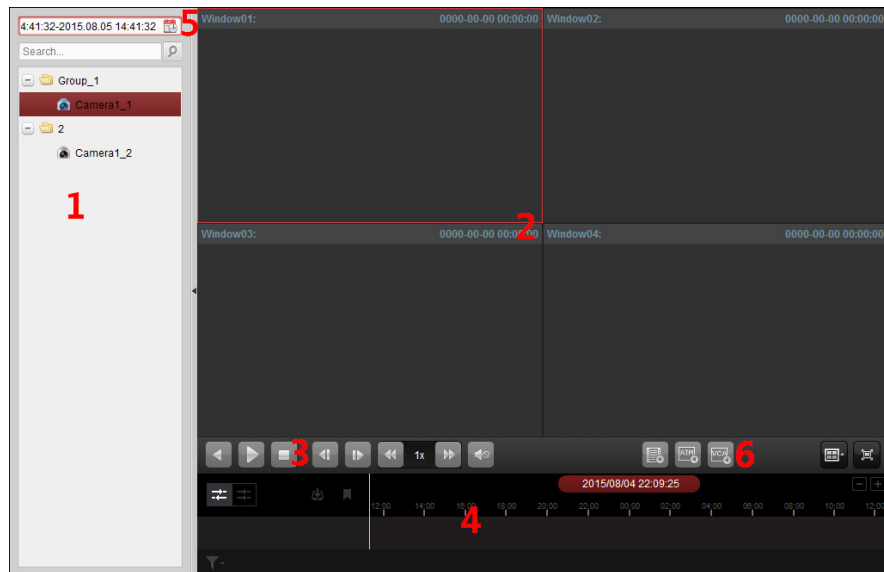 4:41:32-2015.08.05 14:41:32
5
Search...
Group_1
Camera1_1
2
Camera1_2
1
Window01: 0000-00-00 00:00:00
Window02: 0000-00-00 00:00:00
2
Window03: 0000-00-00 00:00:00
Window04: 0000-00-00 00:00:00
3
1x
ATM
VCA
6
2015/08/04 22:09:25
12:00 14:00 16:00 18:00 20:00 22:00 00:00 02:00 04:00 06:00 08:00 10:00 12:00
4